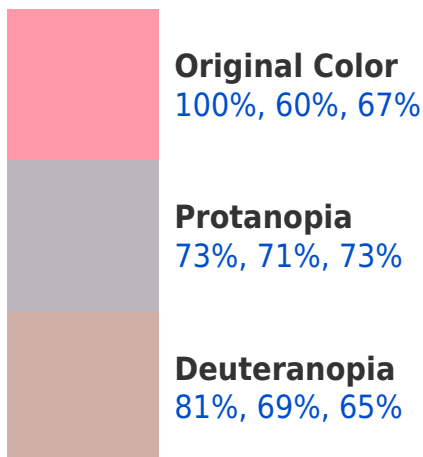 Original Color
100%, 60%, 67%
Protanopia
73%, 71%, 73%
Deuteranopia
81%, 69%, 65%